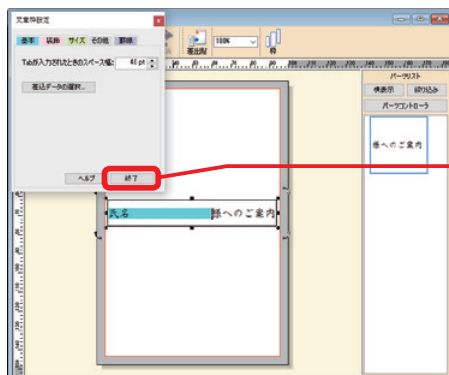 文章枠設定
基本 装飾 サイズ その他 罫線
Tabが入力されたときのスペース幅: 40 pt
差込データの選択...
ヘルプ 終了
差込貼
100%
枠
パーツリスト
横表示 絞り込み
パーツコントローラ
様へのご案内
氏名 様へのご案内